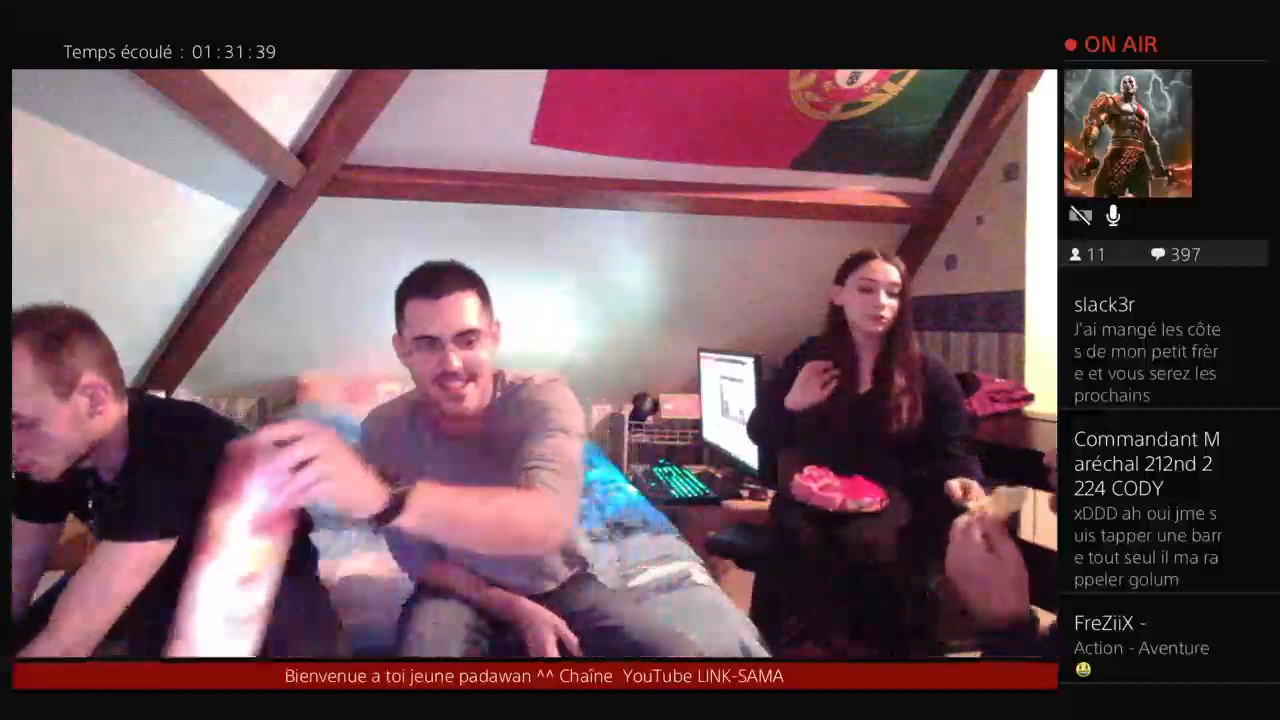 Temps écoulé : 01:31:39
ON AIR
11 397
slack3r
J'ai mangé les côte
s de mon petit frèr
e et vous serez les
prochains
Commandant M
aréchal 212nd 2
224 CODY
xDDD ah oui jme s
uis tapper une barr
e tout seul il ma ra
ppeler golum
FreZiiX -
Action - Aventure
Bienvenue a toi jeune padawan ^^ Chaîne YouTube LINK-SAMA